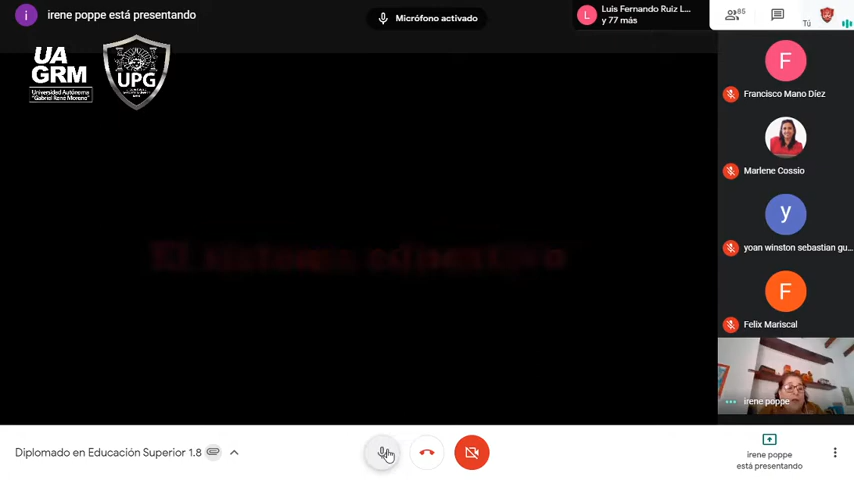 i
irene poppe está presentando
Micrófono activado
L
Luis Fernando Ruiz L...
y 77 más
85
Tú
UA
GRM
Universidad Autónoma
"Gabriel René Moreno"
UPG
F
Francisco Mano Díez
Marlene Cossio
y
yoan winston sebastian gu...
F
Felix Mariscal
irene poppe
El sistema educativo
Diplomado en Educación Superior 1.8
irene poppe
está presentando